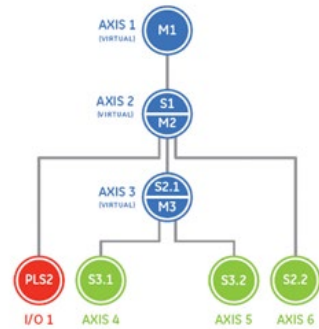 AXIS 1
(VIRTUAL)
M1
AXIS 2
(VIRTUAL)
S1
M2
AXIS 3
(VIRTUAL)
S2.1
M3
PLS2
S3.1
S3.2
S2.2
I/O 1
AXIS 4
AXIS 5
AXIS 6